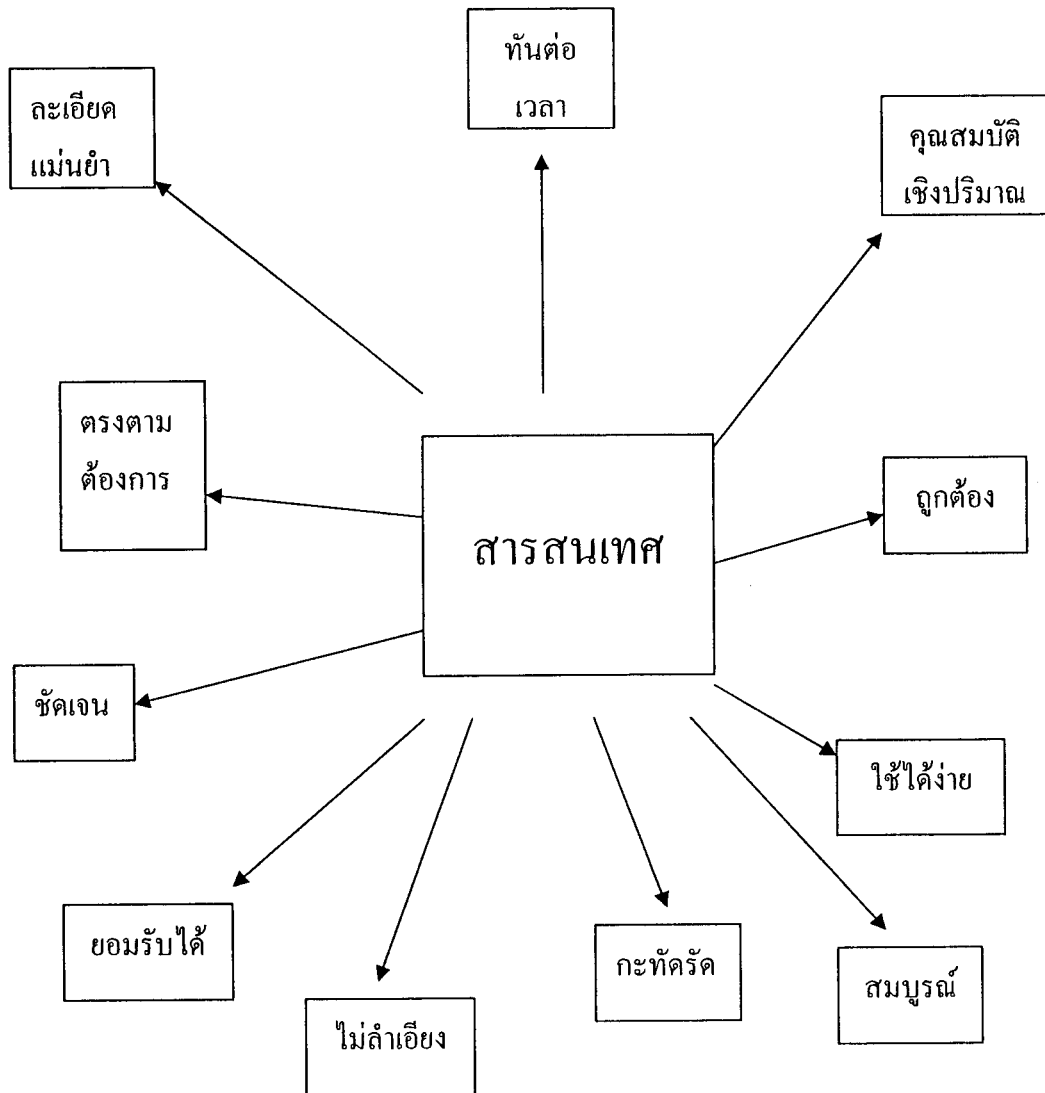 ทันต่อ
เวลา
ละเอียด
แม่นยำ
คุณสมบัติ
เชิงปริมาณ
ตรงตาม
ต้องการ
ถูกต้อง
สารสนเทศ
ชัดเจน
ใช้ได้ง่าย
ยอมรับได้
กะทัดรัด
สมบูรณ์
ไม่ลำเอียง